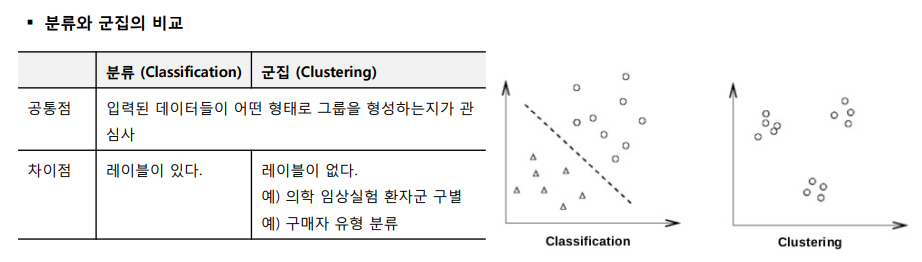 ▪ 분류와 군집의 비교
분류 (Classification) 군집 (Clustering)
공통점 입력된 데이터들이 어떤 형태로 그룹을 형성하는지가 관
심사
차이점 레이블이 있다. 레이블이 없다.
예) 의학 임상실험 환자군 구별
예) 구매자 유형 분류
Classification
Clustering